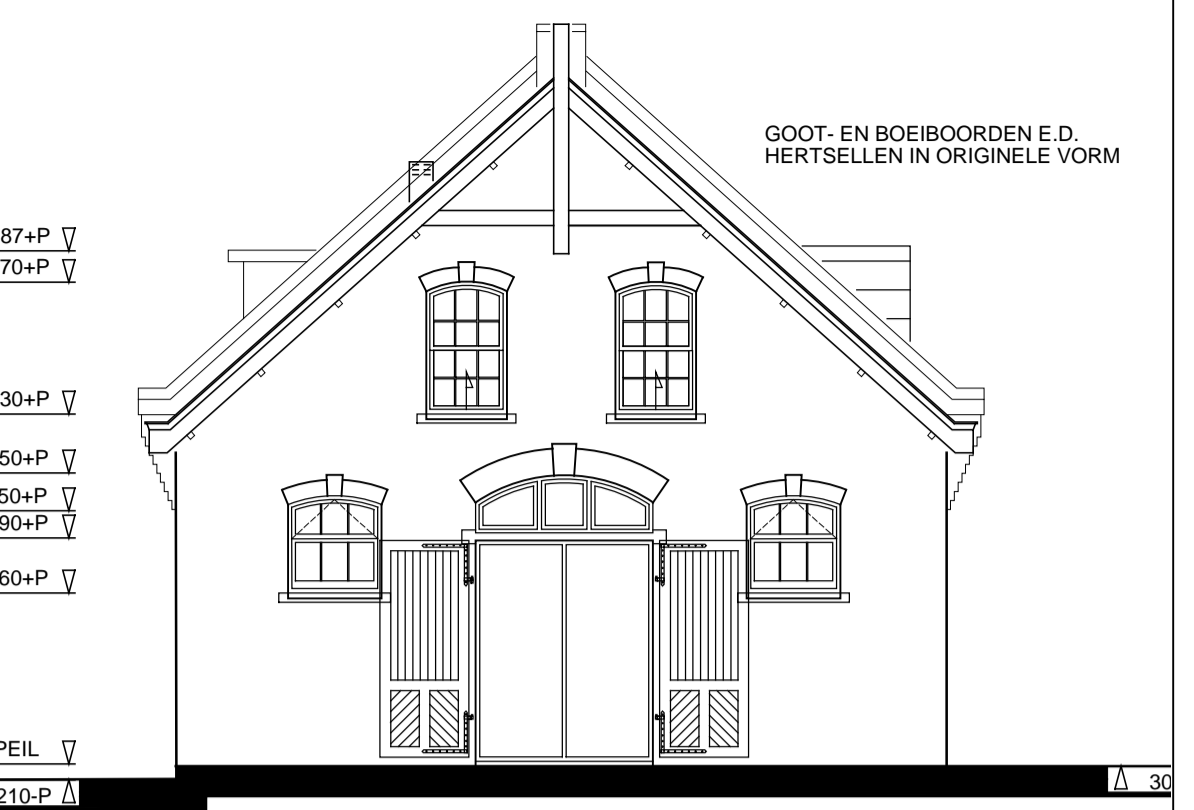 GOOT- EN BOEIBOORDEN E.D.
HERTSELLEN IN ORIGINELE VORM
87+P
70+P
30+P
50+P
50+P
90+P
60+P
PEIL
210-P
30